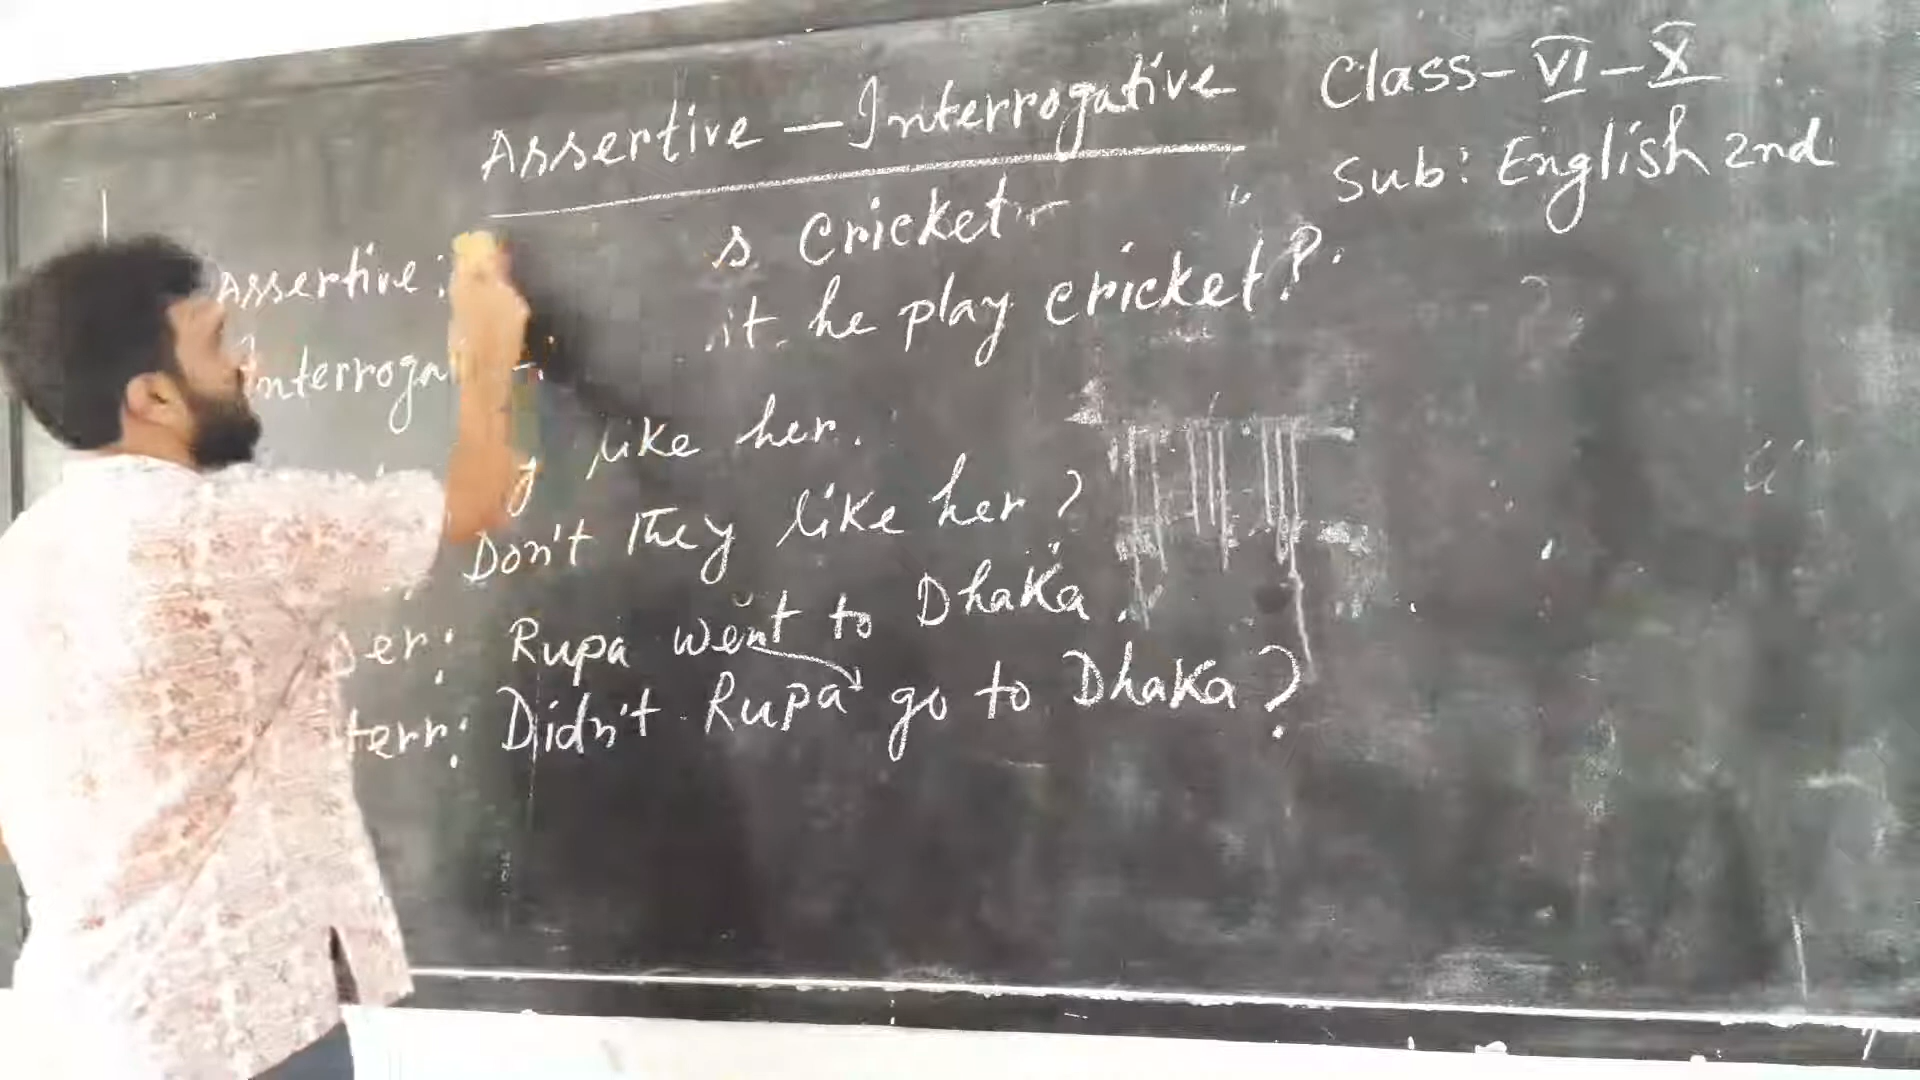 Assertive – Interrogative
Class- VI - X
Sub: English 2nd
Assertive: s cricket
Interroga it he play cricket?
y like her.
Don't They like her?
ser: Rupa went to Dhaka.
terr: Didn't Rupa go to Dhaka?